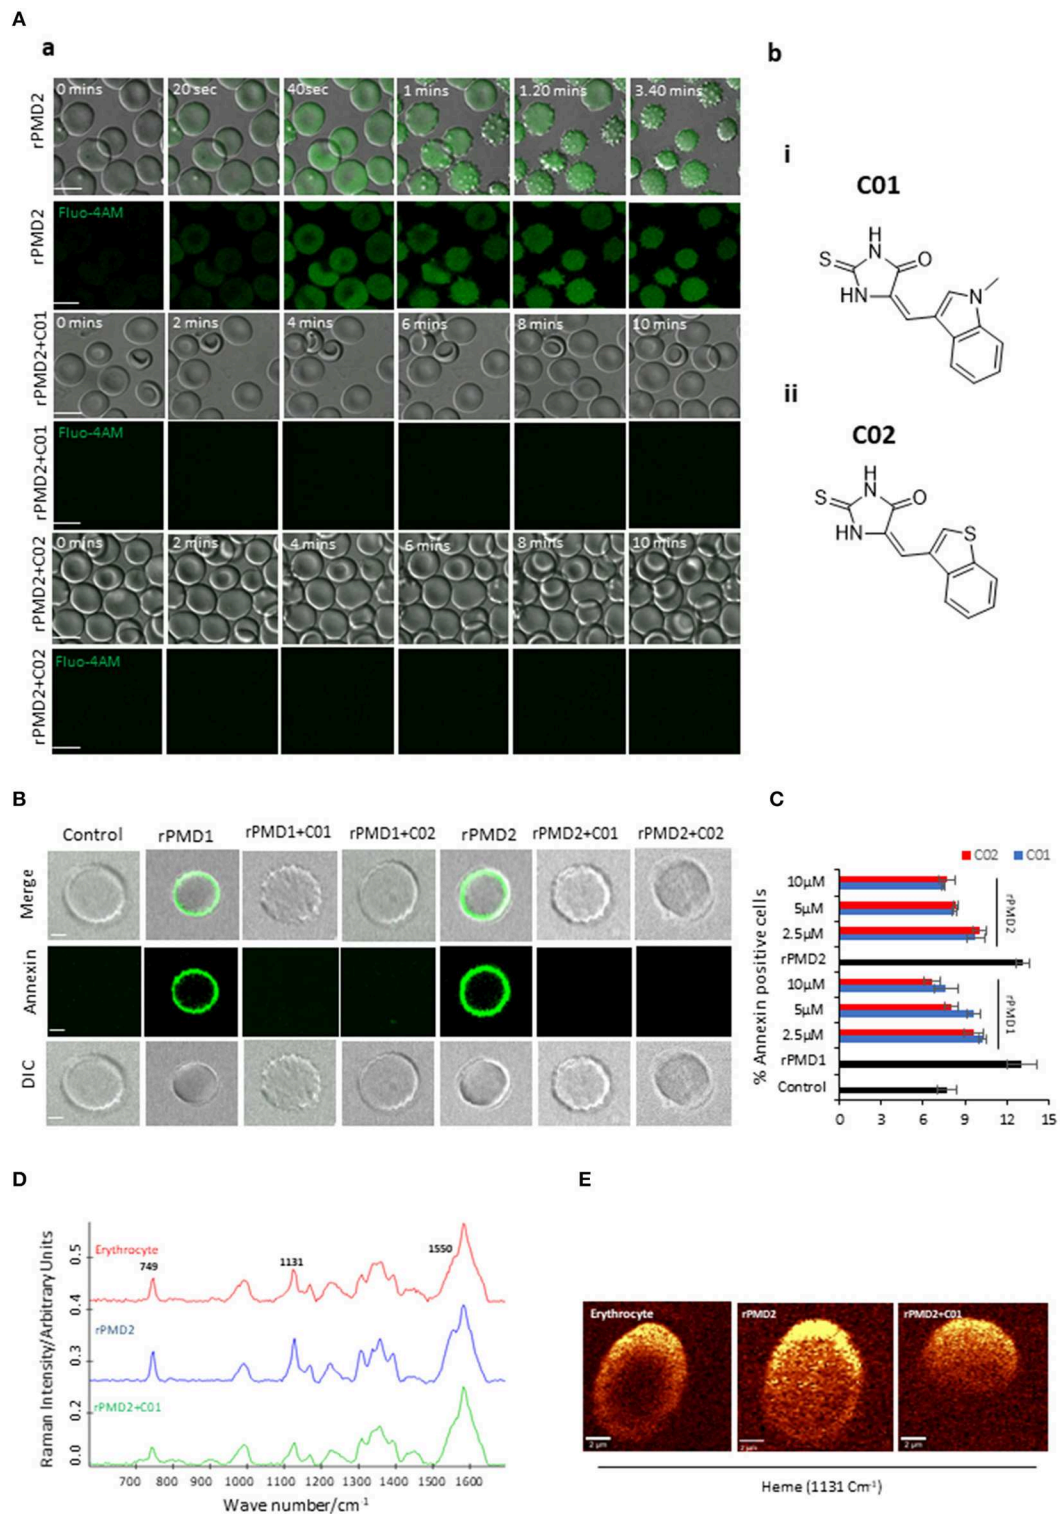 A
a
rPMD2
0 mins 20 sec 40sec 1 mins 1.20 mins 3.40 mins
rPMD2
Fluo-4AM
rPMD2+C01
0 mins 2 mins 4 mins 6 mins 8 mins 10 mins
rPMD2+C01
Fluo-4AM
rPMD2+C02
0 mins 2 mins 4 mins 6 mins 8 mins 10 mins
rPMD2+C02
Fluo-4AM
b
i
C01
H
N
S
O
HN
N
ii
C02
H
N
S
O
HN
S
B
Control rPMD1 rPMD1+C01 rPMD1+C02 rPMD2 rPMD2+C01 rPMD2+C02
Merge
Annexin
DIC
C
C02 C01
% Annexin positive cells
10µM
5µM
2.5µM
rPMD2
rPMD2
10µM
5µM
2.5µM
rPMD1
rPMD1
Control
0 3 6 9 12 15
D
Raman Intensity/Arbitrary Units
0.5
0.4
0.3
0.2
0.0
Erythrocyte
749
1131
1550
rPMD2
rPMD2+C01
700 800 900 1000 1100 1200 1300 1400 1500 1600
Wave number/cm-1
E
Erythrocyte rPMD2 rPMD2+C01
2 µm 2 µm 2 µm
Heme (1131 Cm-1)